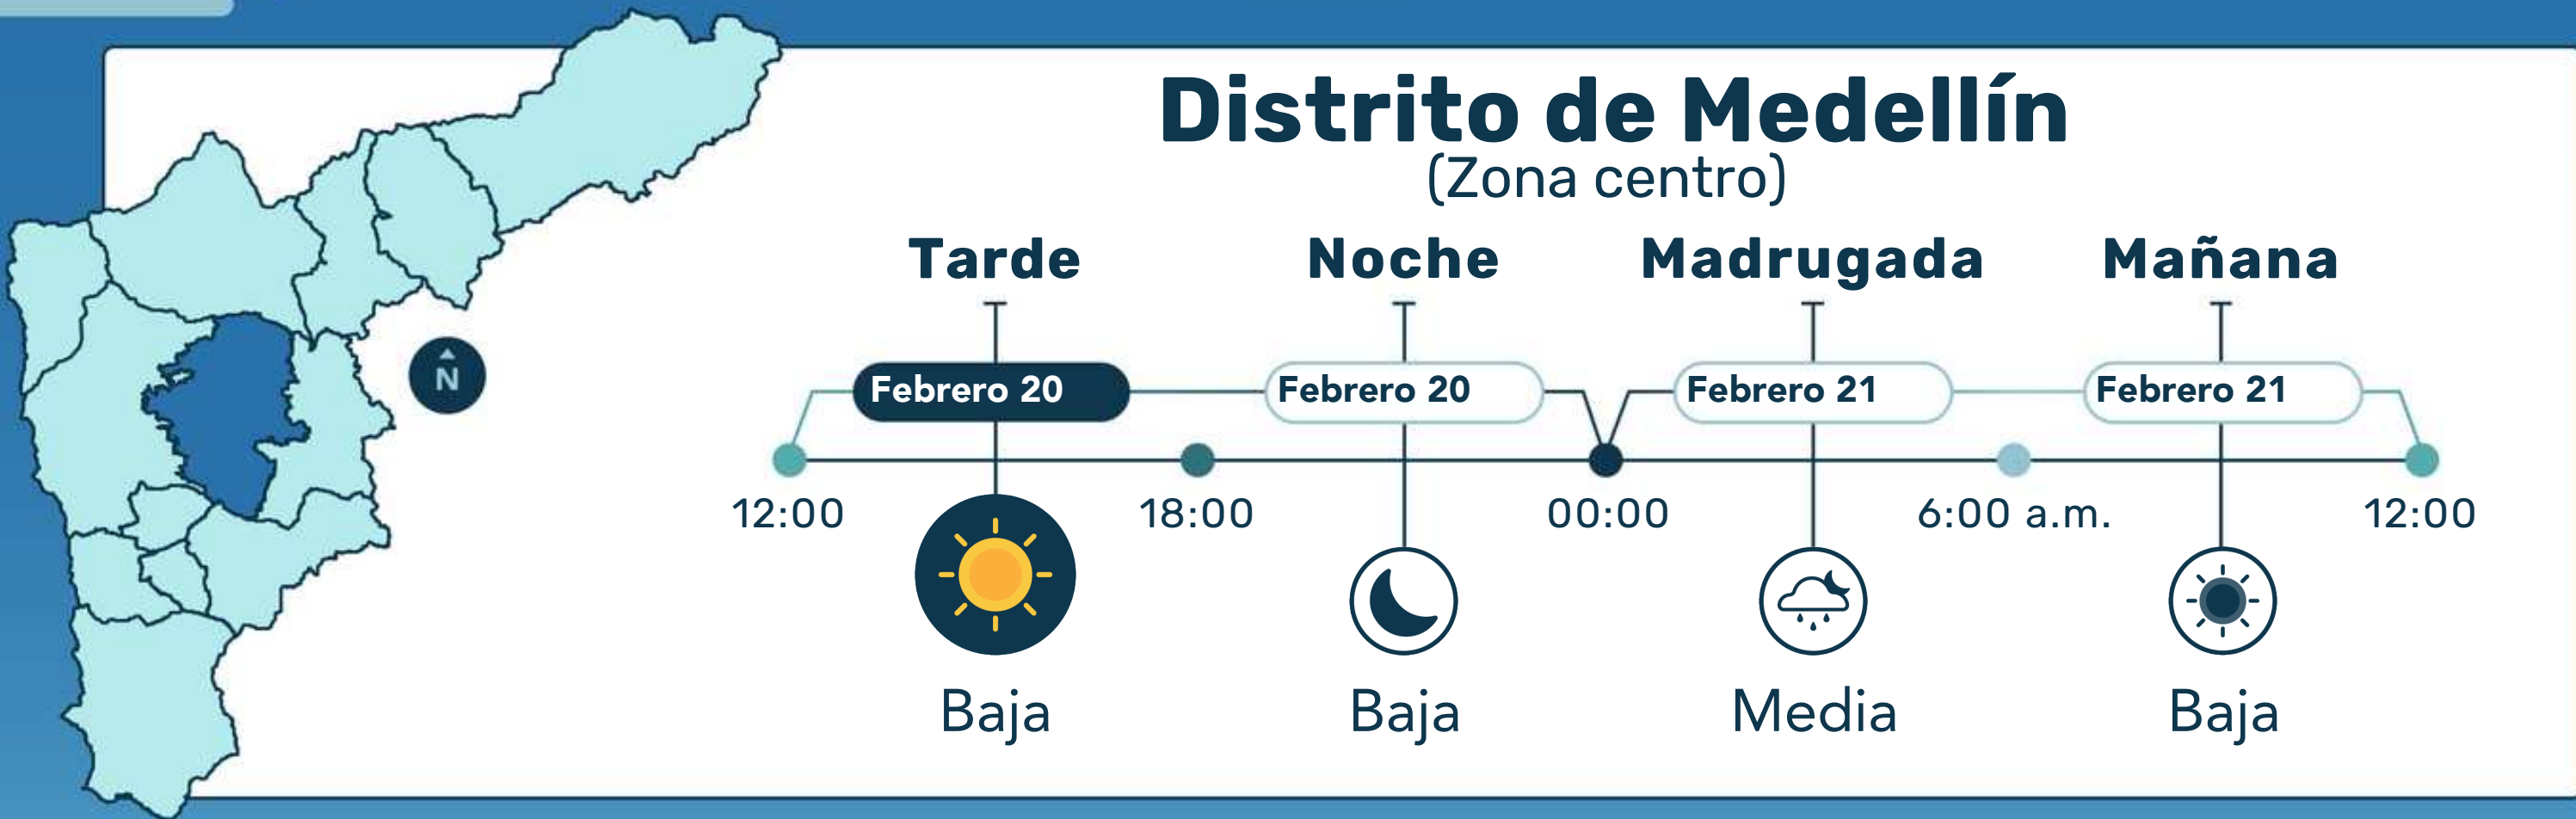 Distrito de Medellín
(Zona centro)
Tarde Noche Madrugada Mañana
Febrero 20 Febrero 20 Febrero 21 Febrero 21
N
12:00 18:00 00:00 6:00 a.m. 12:00
Baja Baja Media Baja